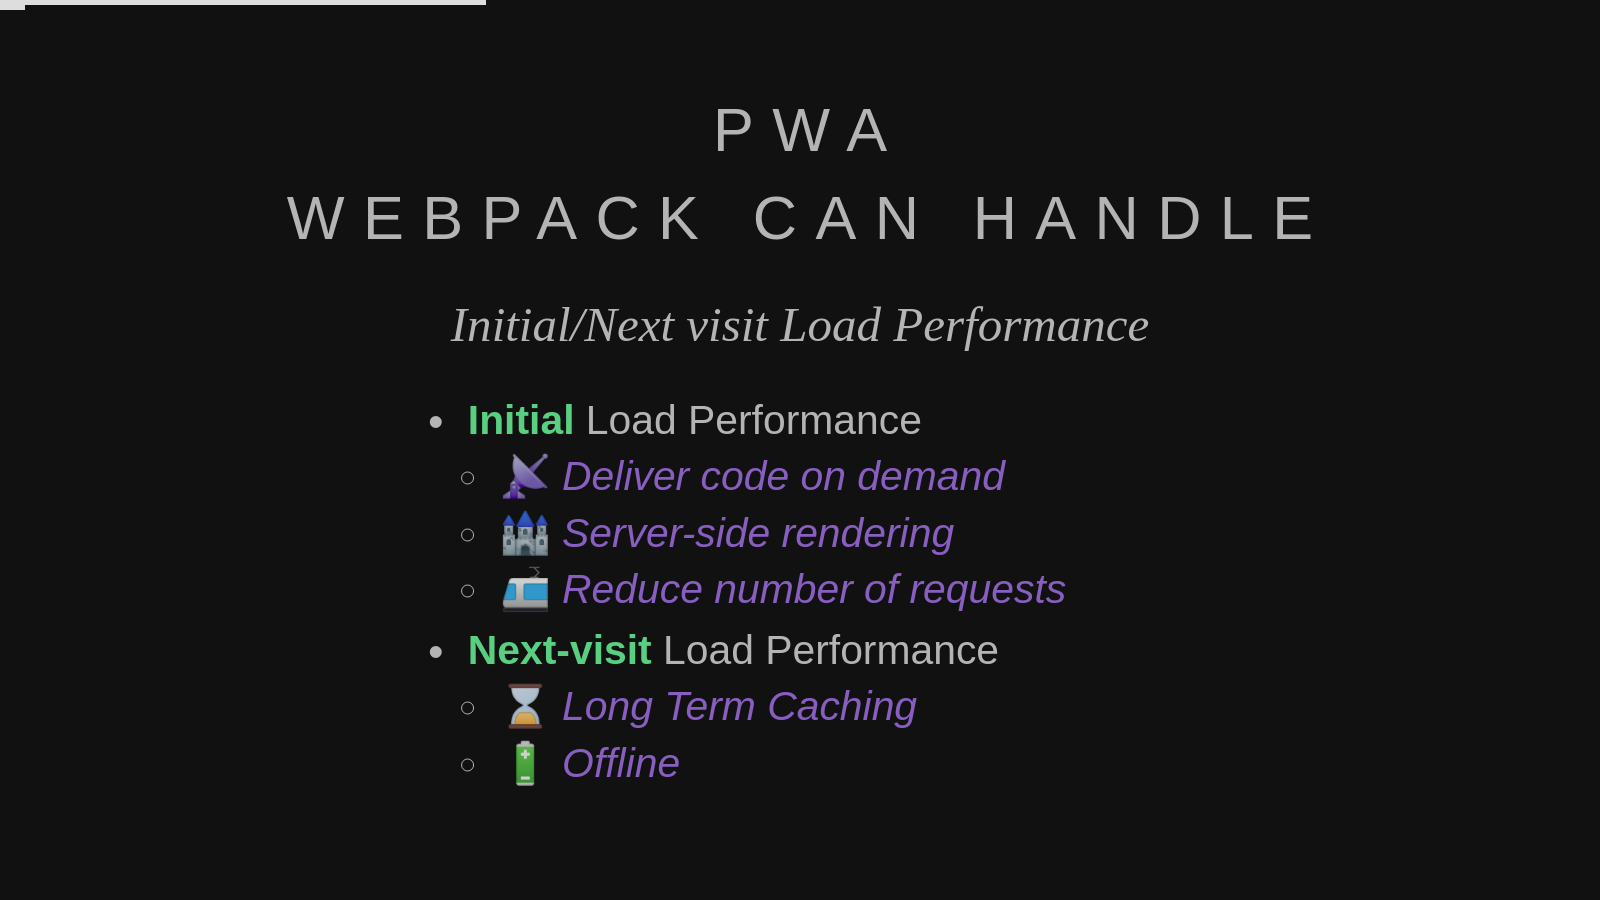 PWA
WEBPACK CAN HANDLE
Initial/Next visit Load Performance
Initial Load Performance
Deliver code on demand
Server-side rendering
Reduce number of requests
Next-visit Load Performance
Long Term Caching
Offline